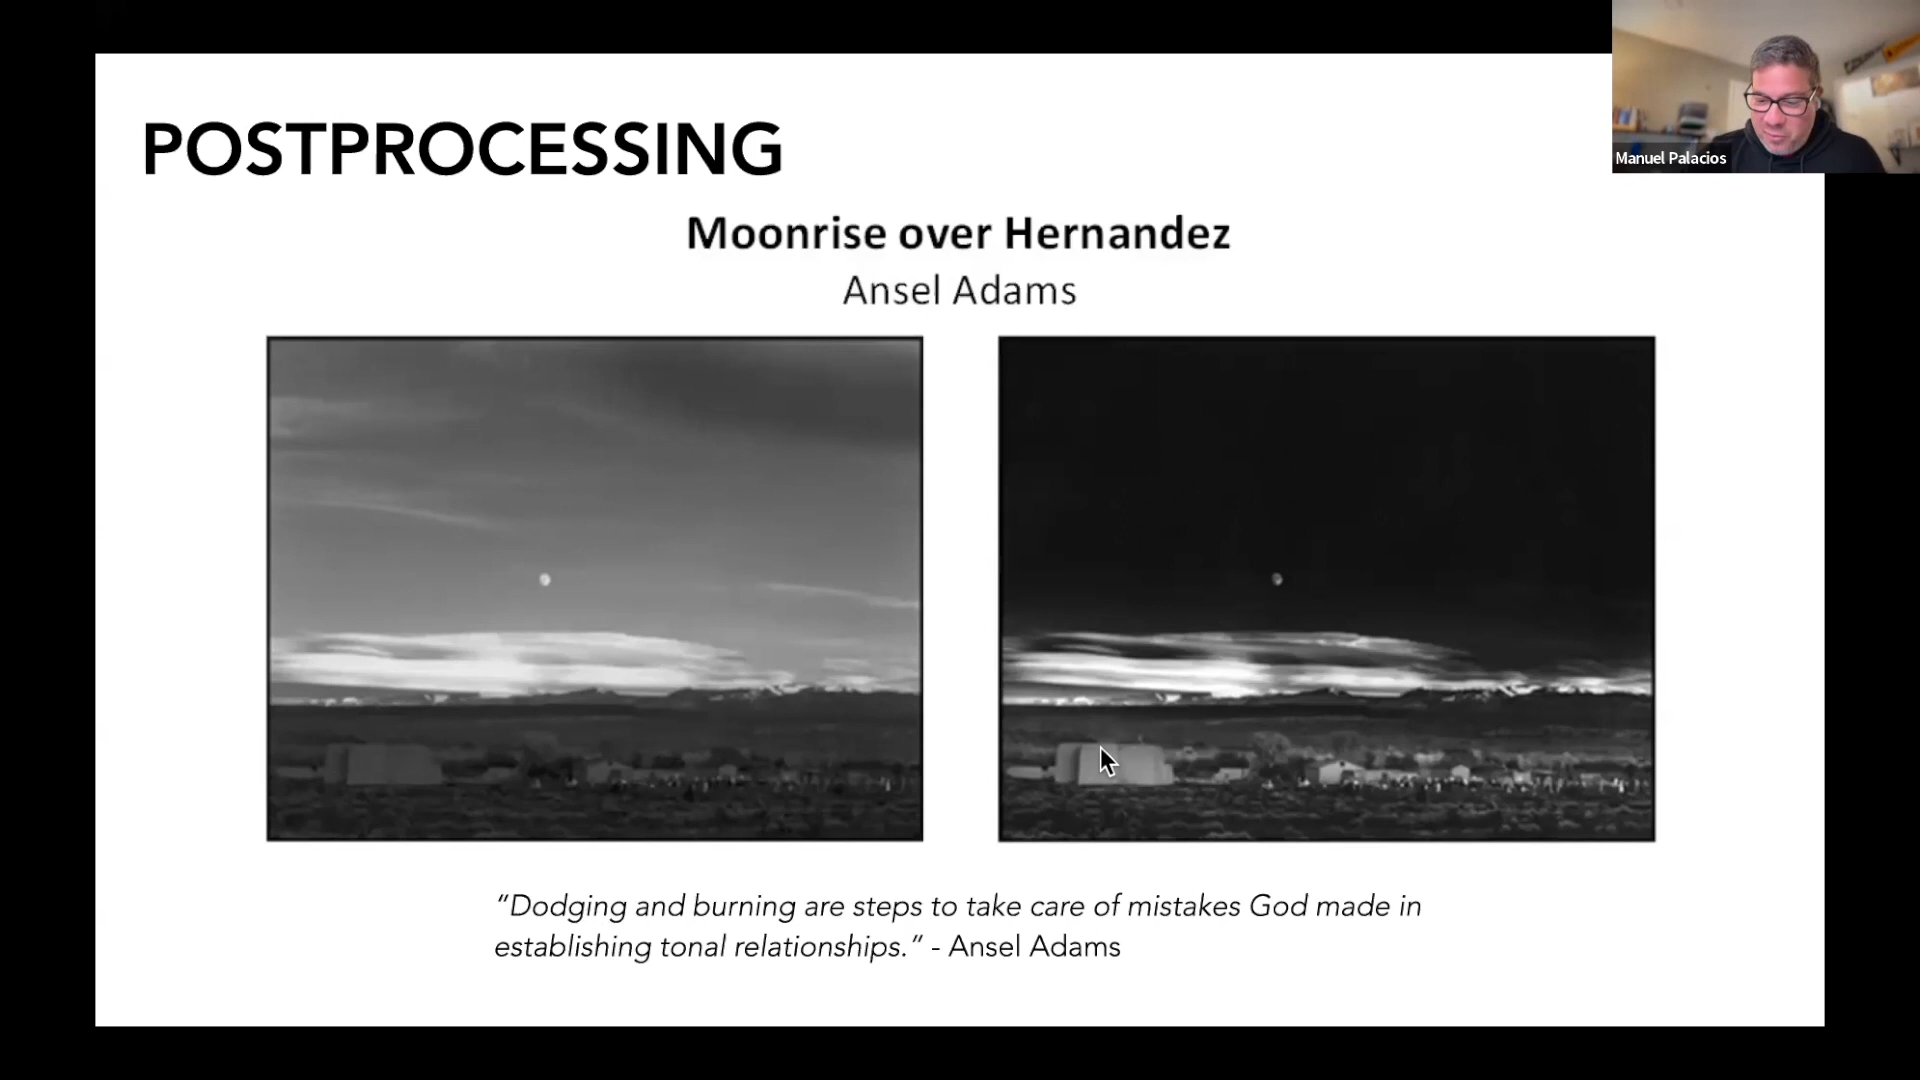 POSTPROCESSING
Manuel Palacios
Moonrise over Hernandez
Ansel Adams
“Dodging and burning are steps to take care of mistakes God made in
establishing tonal relationships.” - Ansel Adams